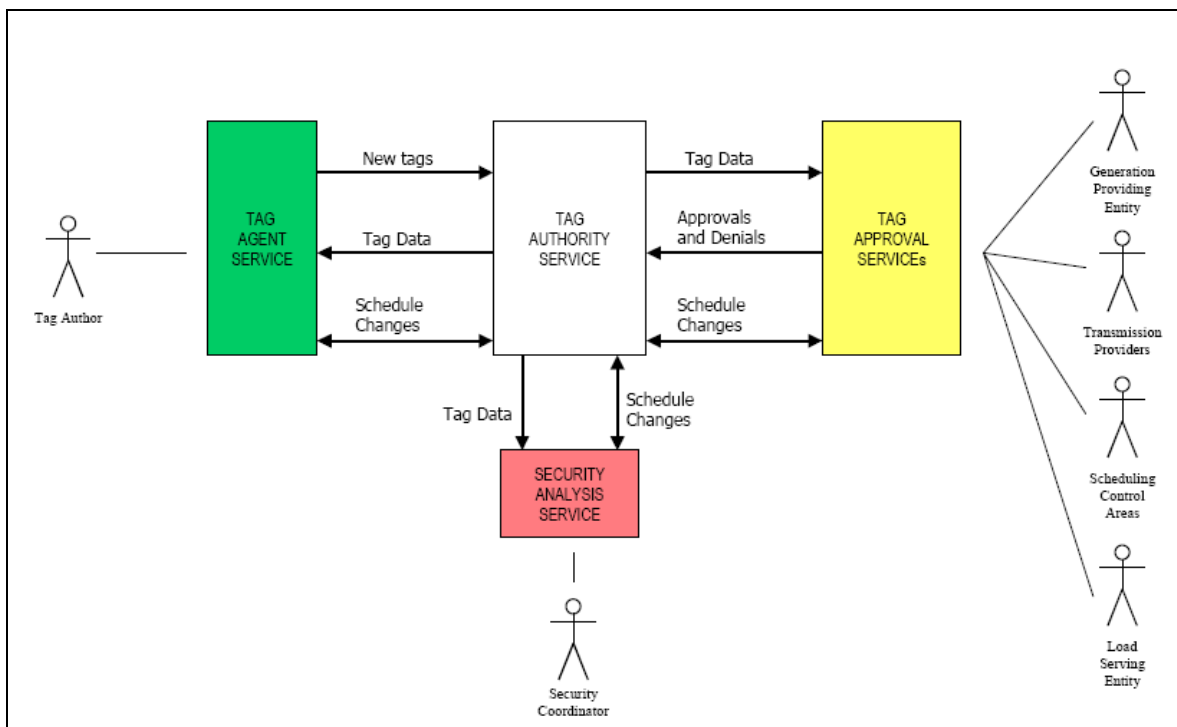 New tags
Tag Data
Schedule
Changes
TAG
AGENT
SERVICE
TAG
AUTHORITY
SERVICE
Tag Data
Approvals
and Denials
Schedule
Changes
TAG
APPROVAL
SERVICEs
Tag Data
Schedule
Changes
SECURITY
ANALYSIS
SERVICE
Tag Author
Security
Coordinator
Generation
Providing
Entity
Transmission
Providers
Scheduling
Control
Areas
Load
Serving
Entity